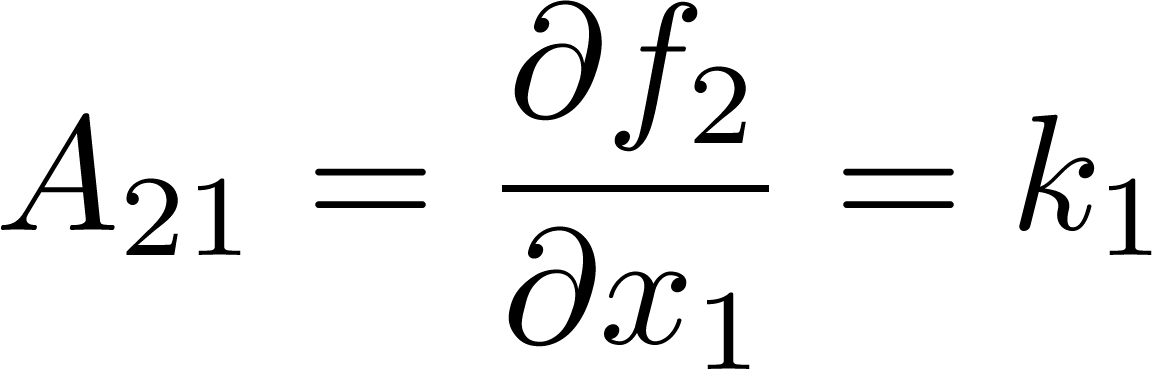 A_{21} = \frac{\partial f_2}{\partial x_1} = k_1